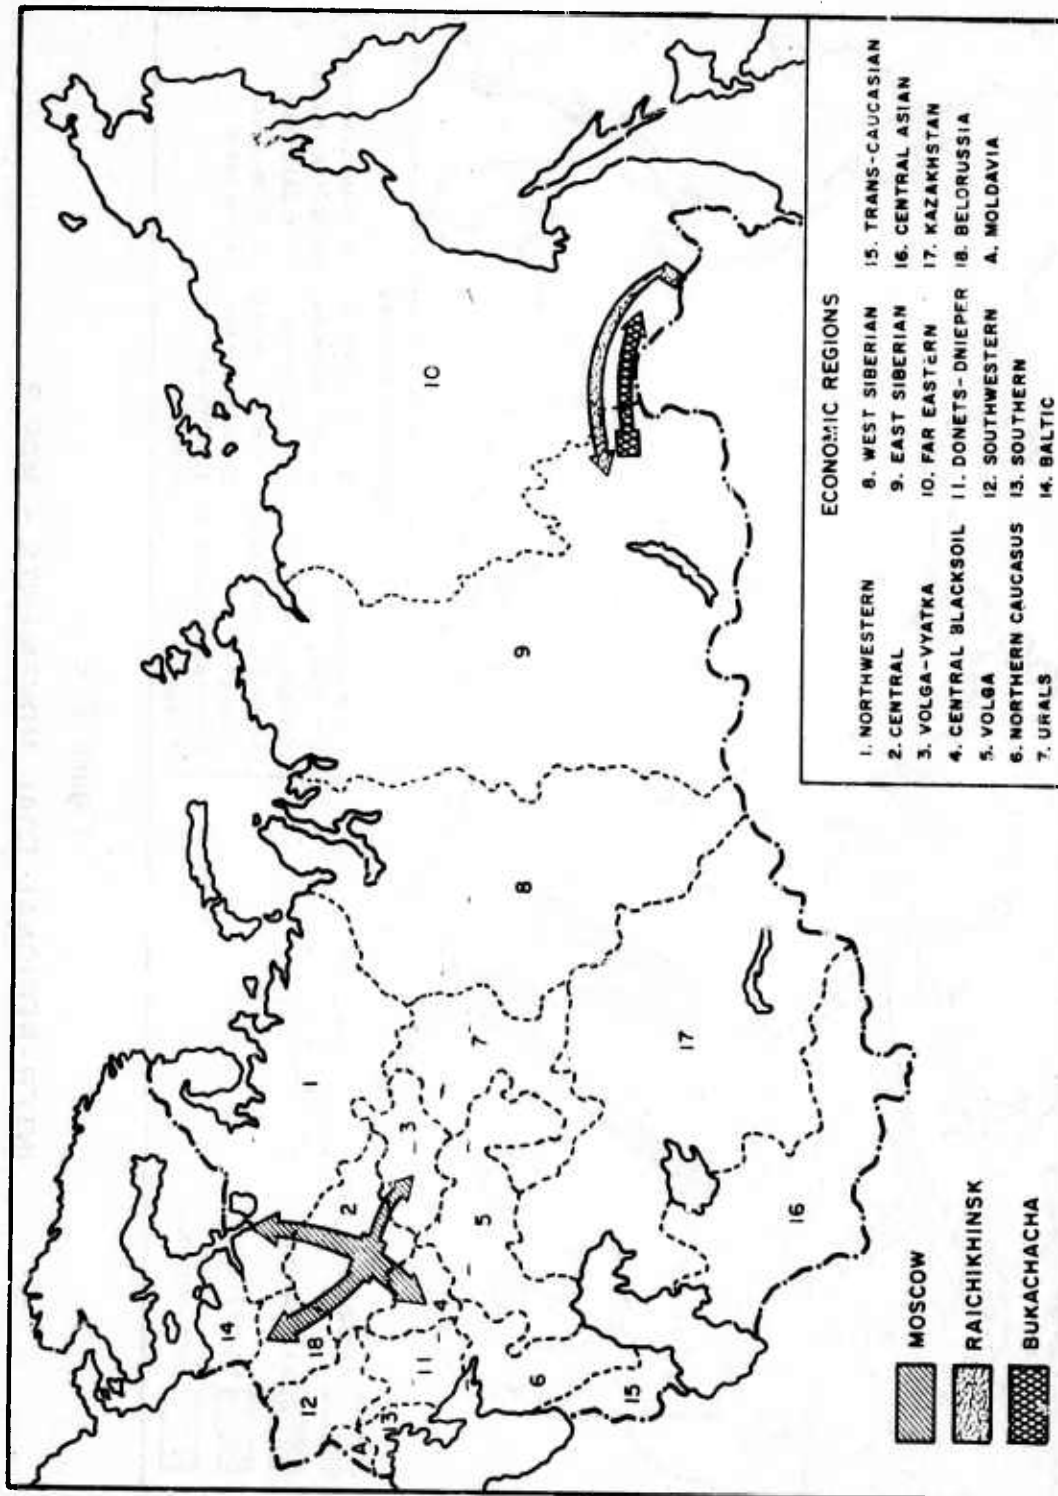 10
9
8
1
7
17
3
2
5
16
14
18
4
12
11
6
15
13
A
ECONOMIC REGIONS
1. NORTHWESTERN
2. CENTRAL
3. VOLGA-VYATKA
4. CENTRAL BLACKSOIL
5. VOLGA
6. NORTHERN CAUCASUS
7. URALS
8. WEST SIBERIAN
9. EAST SIBERIAN
10. FAR EASTERN
11. DONETS-DNIEPER
12. SOUTHWESTERN
13. SOUTHERN
14. BALTIC
15. TRANS-CAUCASIAN
16. CENTRAL ASIAN
17. KAZAKHSTAN
18. BELORUSSIA
A. MOLDAVIA
MOSCOW
RAICHIKHINSK
BUKACHACHA